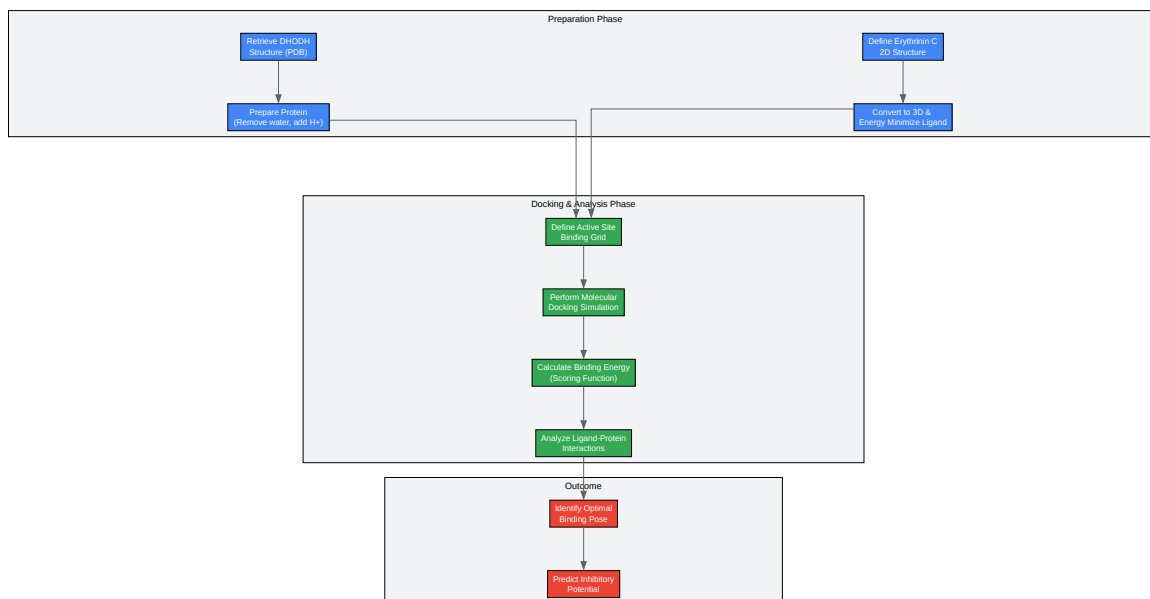 Preparation Phase
Retrieve DHODH
Structure (PDB)
Define Erythrinin C
2D Structure
Prepare Protein
(Remove water, add H+)
Convert to 3D &
Energy Minimize Ligand
Docking & Analysis Phase
Define Active Site
Binding Grid
Perform Molecular
Docking Simulation
Calculate Binding Energy
(Scoring Function)
Analyze Ligand-Protein
Interactions
Outcome
Identify Optimal
Binding Pose
Predict Inhibitory
Potential